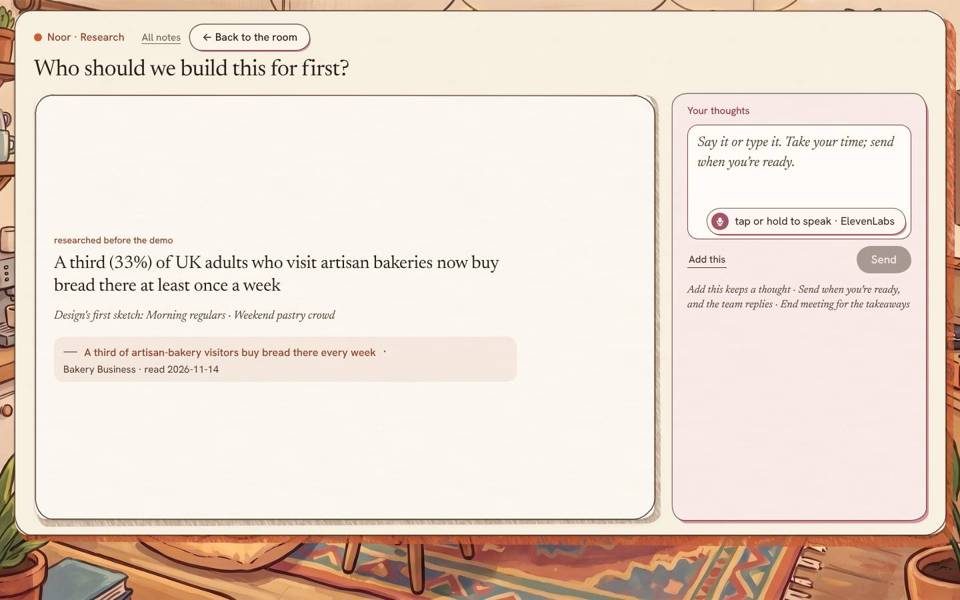 Noor · Research
All notes
← Back to the room
Who should we build this for first?
researched before the demo
A third (33%) of UK adults who visit artisan bakeries now buy
bread there at least once a week
Design's first sketch: Morning regulars · Weekend pastry crowd
— A third of artisan-bakery visitors buy bread there every week ·
Bakery Business · read 2026-11-14
Your thoughts
Say it or type it. Take your time; send
when you're ready.
tap or hold to speak · ElevenLabs
Add this
Send
Add this keeps a thought · Send when you're ready,
and the team replies · End meeting for the takeaways